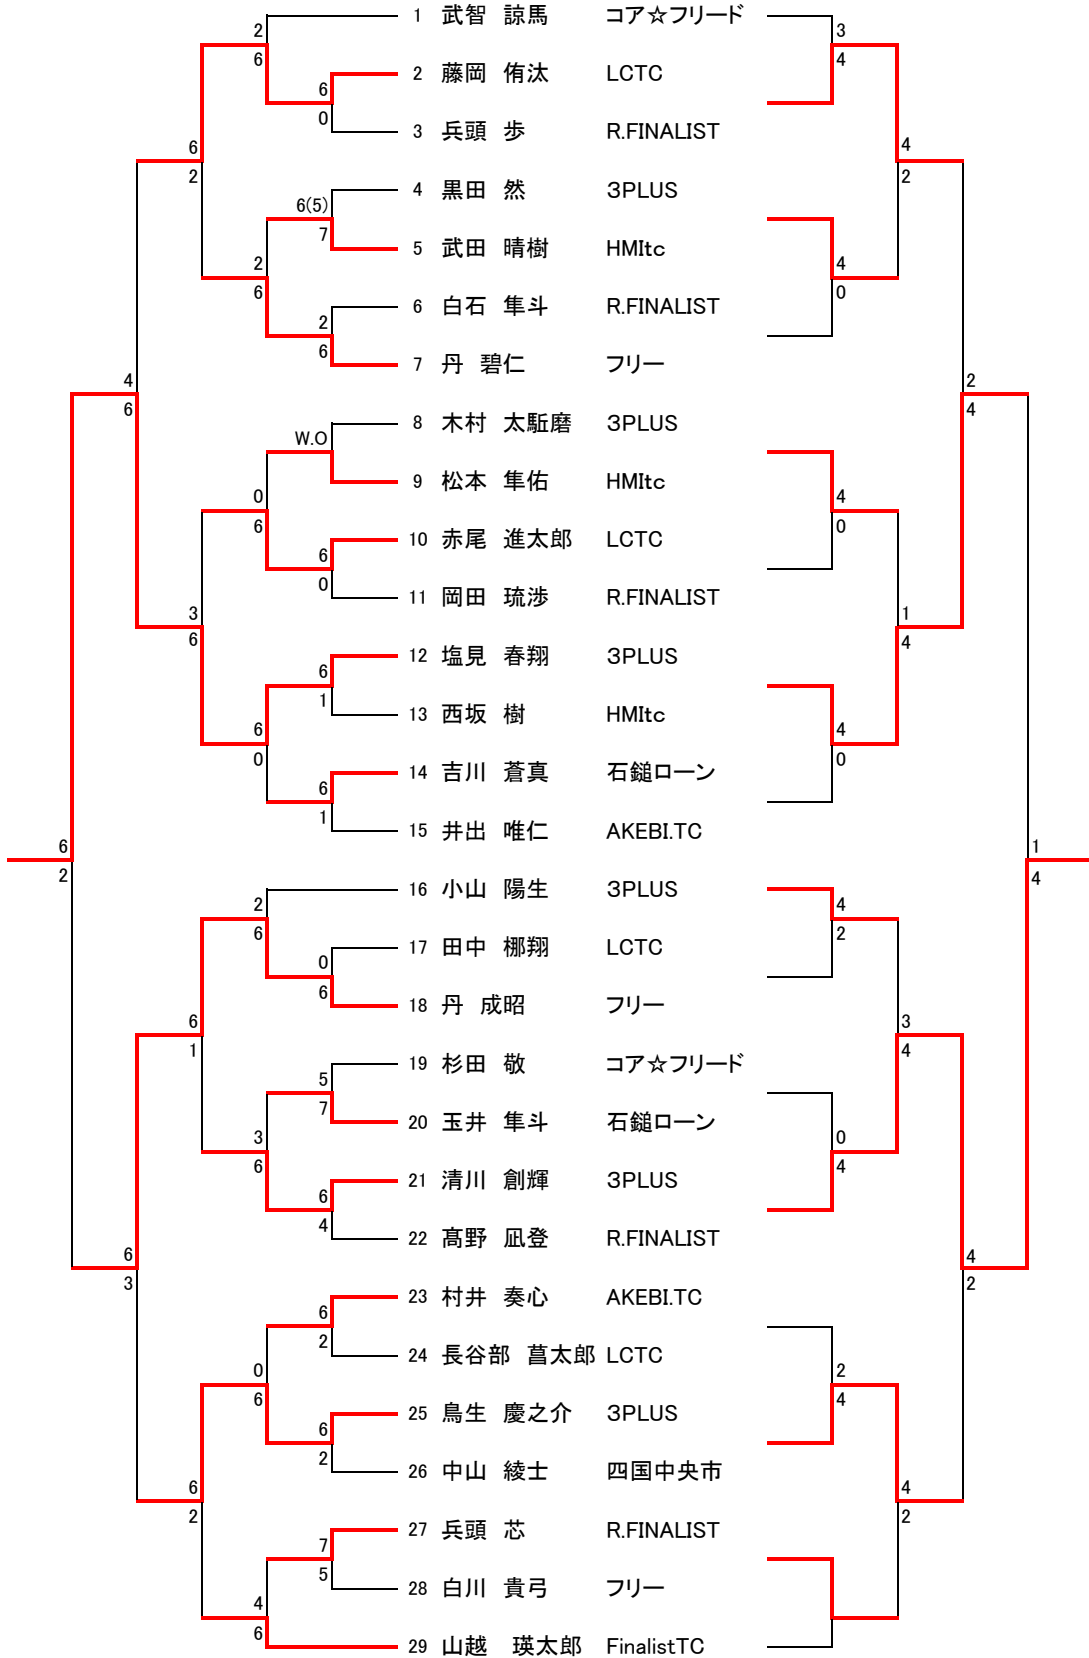 1 武智 諒馬 コア☆フリード
2 3
6 4
2 藤岡 侑汰 LCTC
6
0
3 兵頭 歩 R.FINALIST
6 4
2 2
4 黒田 然 3PLUS
6(5)
7
5 武田 晴樹 HMItc
2 4
6 0
6 白石 隼斗 R.FINALIST
2
6
7 丹 碧仁 フリー
4 2
6 4
8 木村 太駈磨 3PLUS
W.O
9 松本 隼佑 HMItc
0 4
6 0
10 赤尾 進太郎 LCTC
6
0
11 岡田 琉渉 R.FINALIST
3 1
6 4
12 塩見 春翔 3PLUS
6
1
13 西坂 樹 HMItc
6 4
0 0
14 吉川 蒼真 石鎚ローン
6
1
15 井出 唯仁 AKEBI.TC
6 1
2 4
16 小山 陽生 3PLUS
2 4
6 2
17 田中 梛翔 LCTC
0
6
18 丹 成昭 フリー
6 3
1 4
19 杉田 敬 コア☆フリード
5
7
20 玉井 隼斗 石鎚ローン
3 0
6 4
21 清川 創輝 3PLUS
6
4
22 髙野 凪登 R.FINALIST
6 4
3 2
23 村井 奏心 AKEBI.TC
6
2
24 長谷部 菖太郎 LCTC
0 2
6 4
25 鳥生 慶之介 3PLUS
6
2
26 中山 綾士 四国中央市
6 4
2 2
27 兵頭 芯 R.FINALIST
7
5
28 白川 貴弓 フリー
4
6
29 山越 瑛太郎 FinalistTC